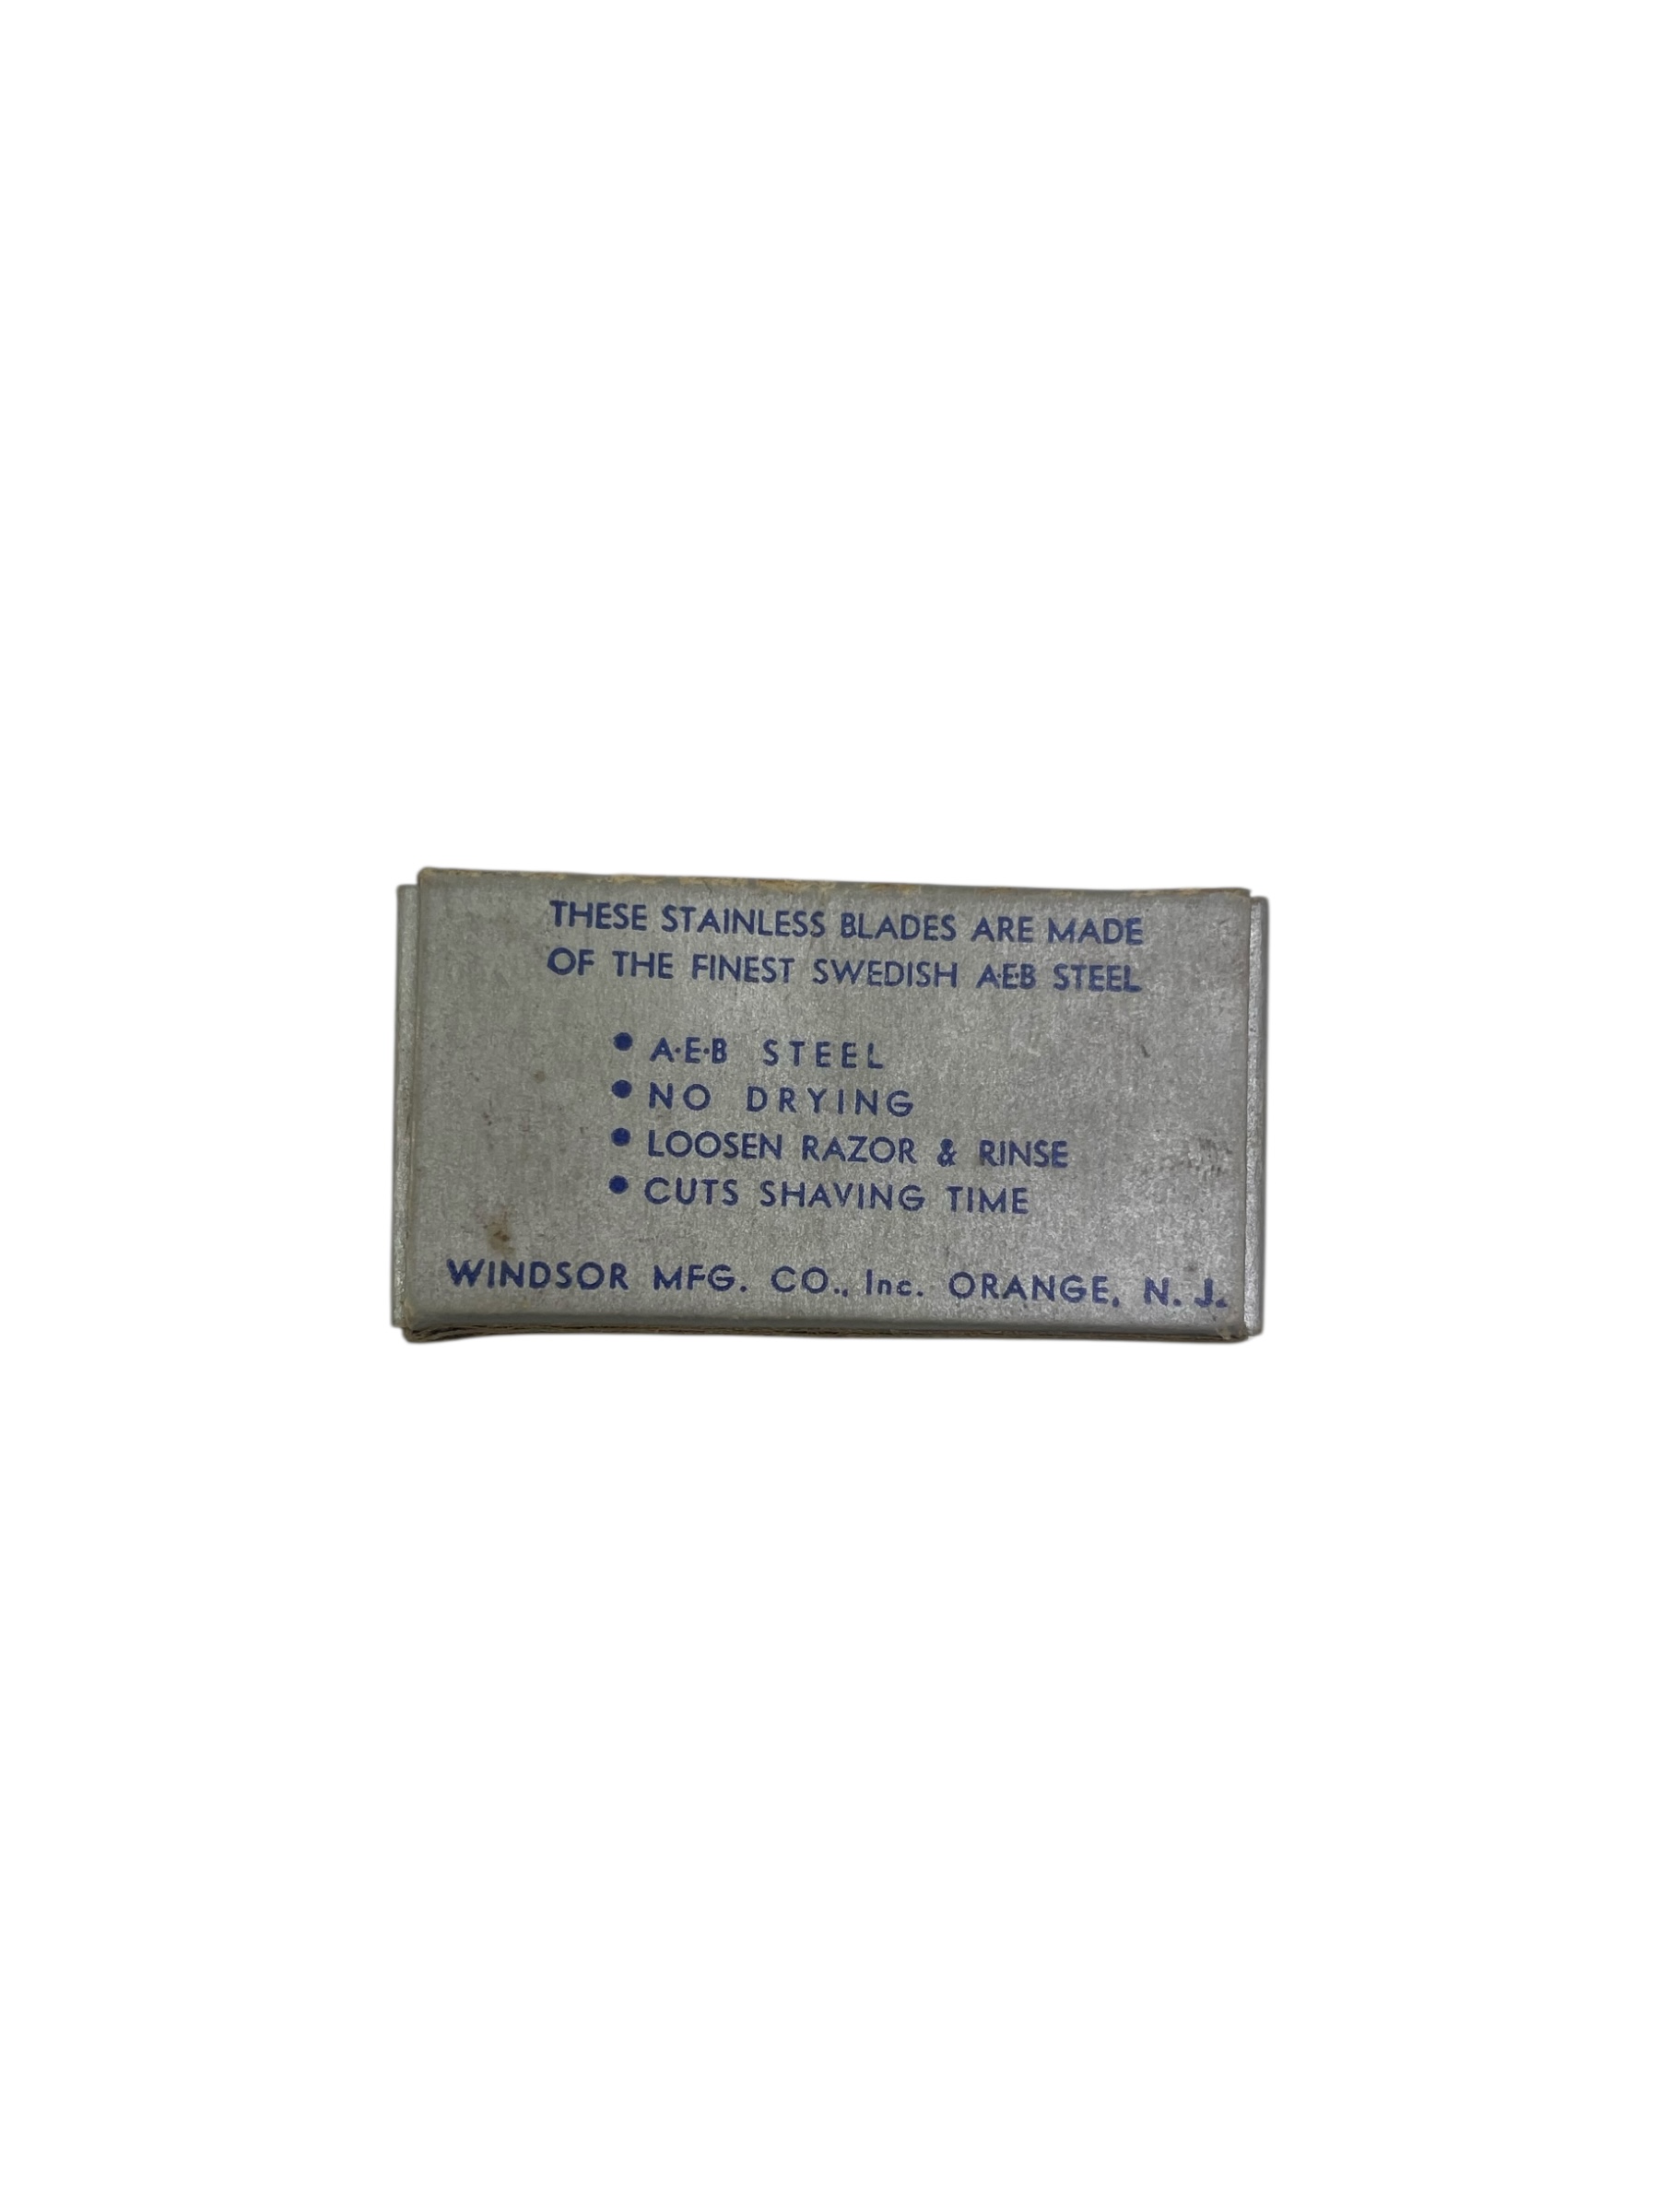 THESE STAINLESS BLADES ARE MADE
OF THE FINEST SWEDISH A·E·B STEEL
• A·E·B STEEL
• NO DRYING
• LOOSEN RAZOR & RINSE
• CUTS SHAVING TIME
WINDSOR MFG. CO., Inc. ORANGE, N. J.